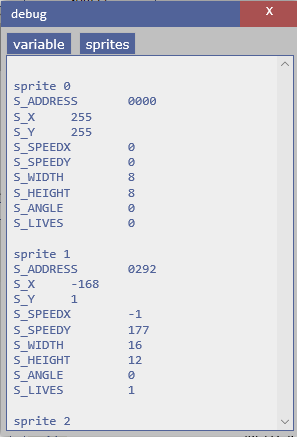 debug
x
variable sprites
sprite 0
S_ADDRESS 0000
S_X 255
S_Y 255
S_SPEEDX 0
S_SPEEDY 0
S_WIDTH 8
S_HEIGHT 8
S_ANGLE 0
S_LIVES 0
sprite 1
S_ADDRESS 0292
S_X -168
S_Y 1
S_SPEEDX -1
S_SPEEDY 177
S_WIDTH 16
S_HEIGHT 12
S_ANGLE 0
S_LIVES 1
sprite 2